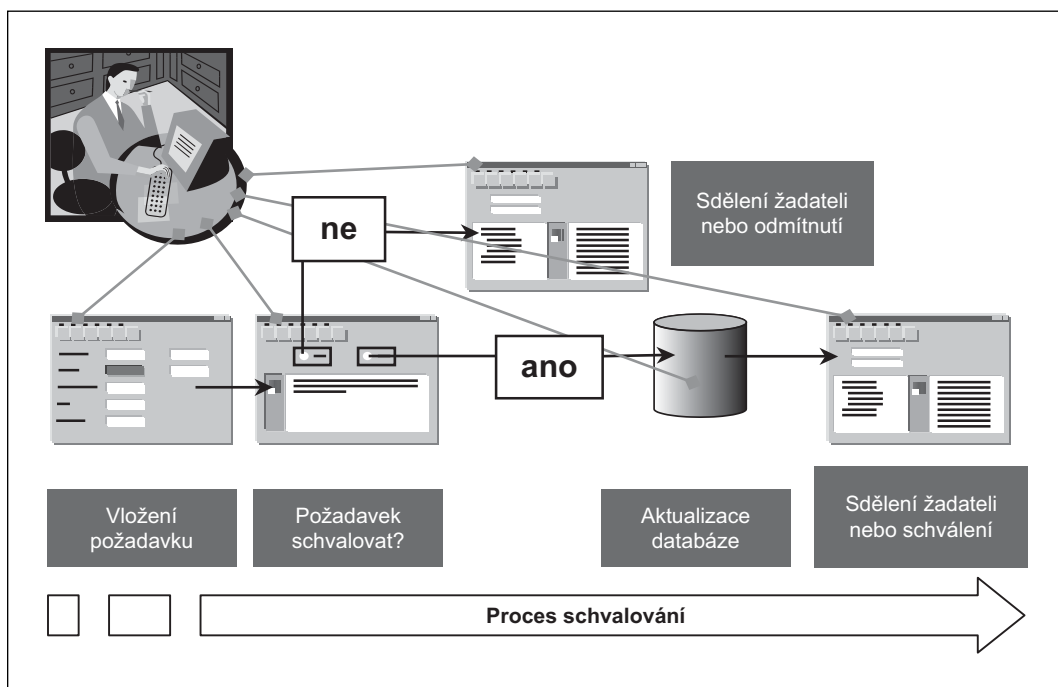 Sdělení žadateli
nebo odmítnutí
ne
ano
Vložení
požadavku
Požadavek
schvalovat?
Aktualizace
databáze
Sdělení žadateli
nebo schválení
Proces schvalování